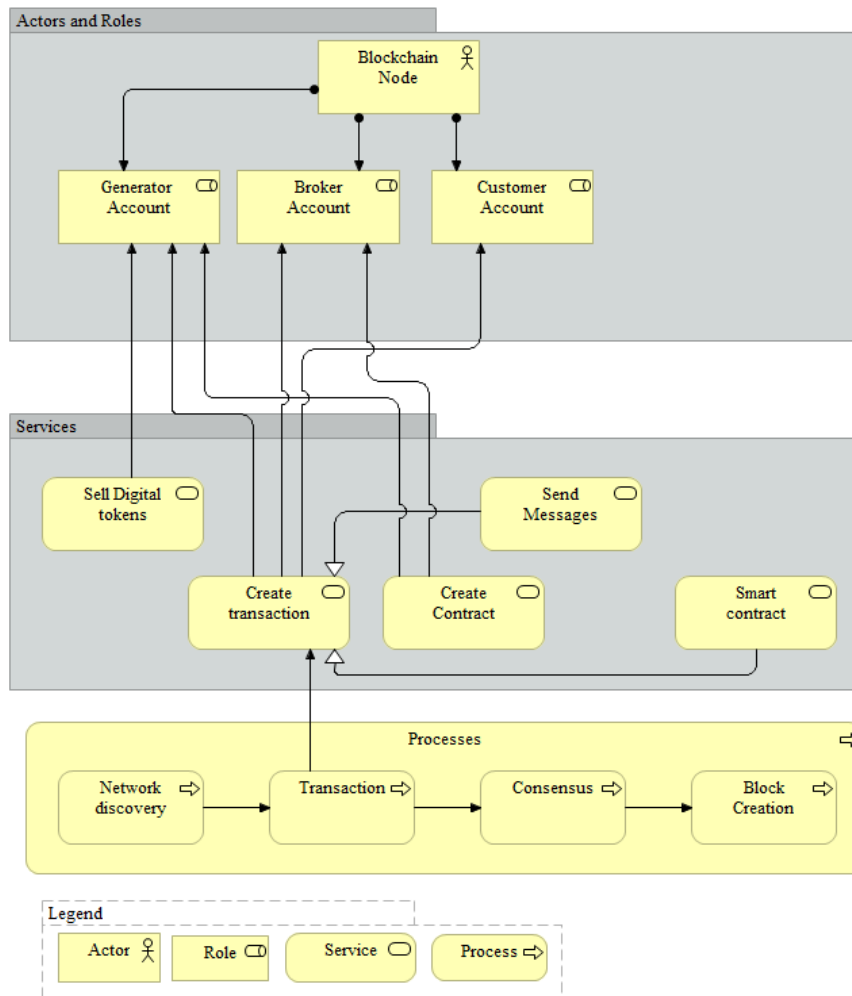 Actors and Roles
Blockchain
Node
Generator
Account
Broker
Account
Customer
Account
Services
Sell Digital
tokens
Send
Messages
Create
transaction
Create
Contract
Smart
contract
Processes
Network
discovery
Transaction
Consensus
Block
Creation
Legend
Actor
Role
Service
Process